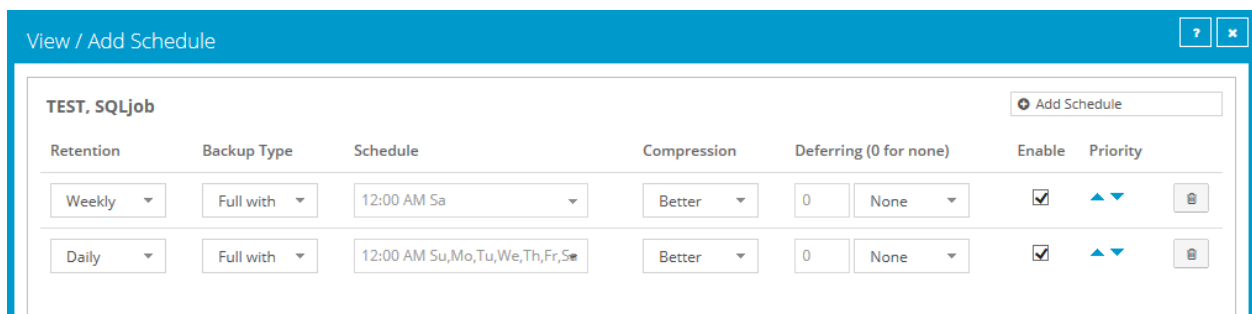 View / Add Schedule ? ×
TEST, SQLjob Add Schedule
Retention Backup Type Schedule Compression Deferring (0 for none) Enable Priority
Weekly Full with 12:00 AM Sa Better 0 None
Daily Full with 12:00 AM Su,Mo,Tu,We,Th,Fr,Sa Better 0 None